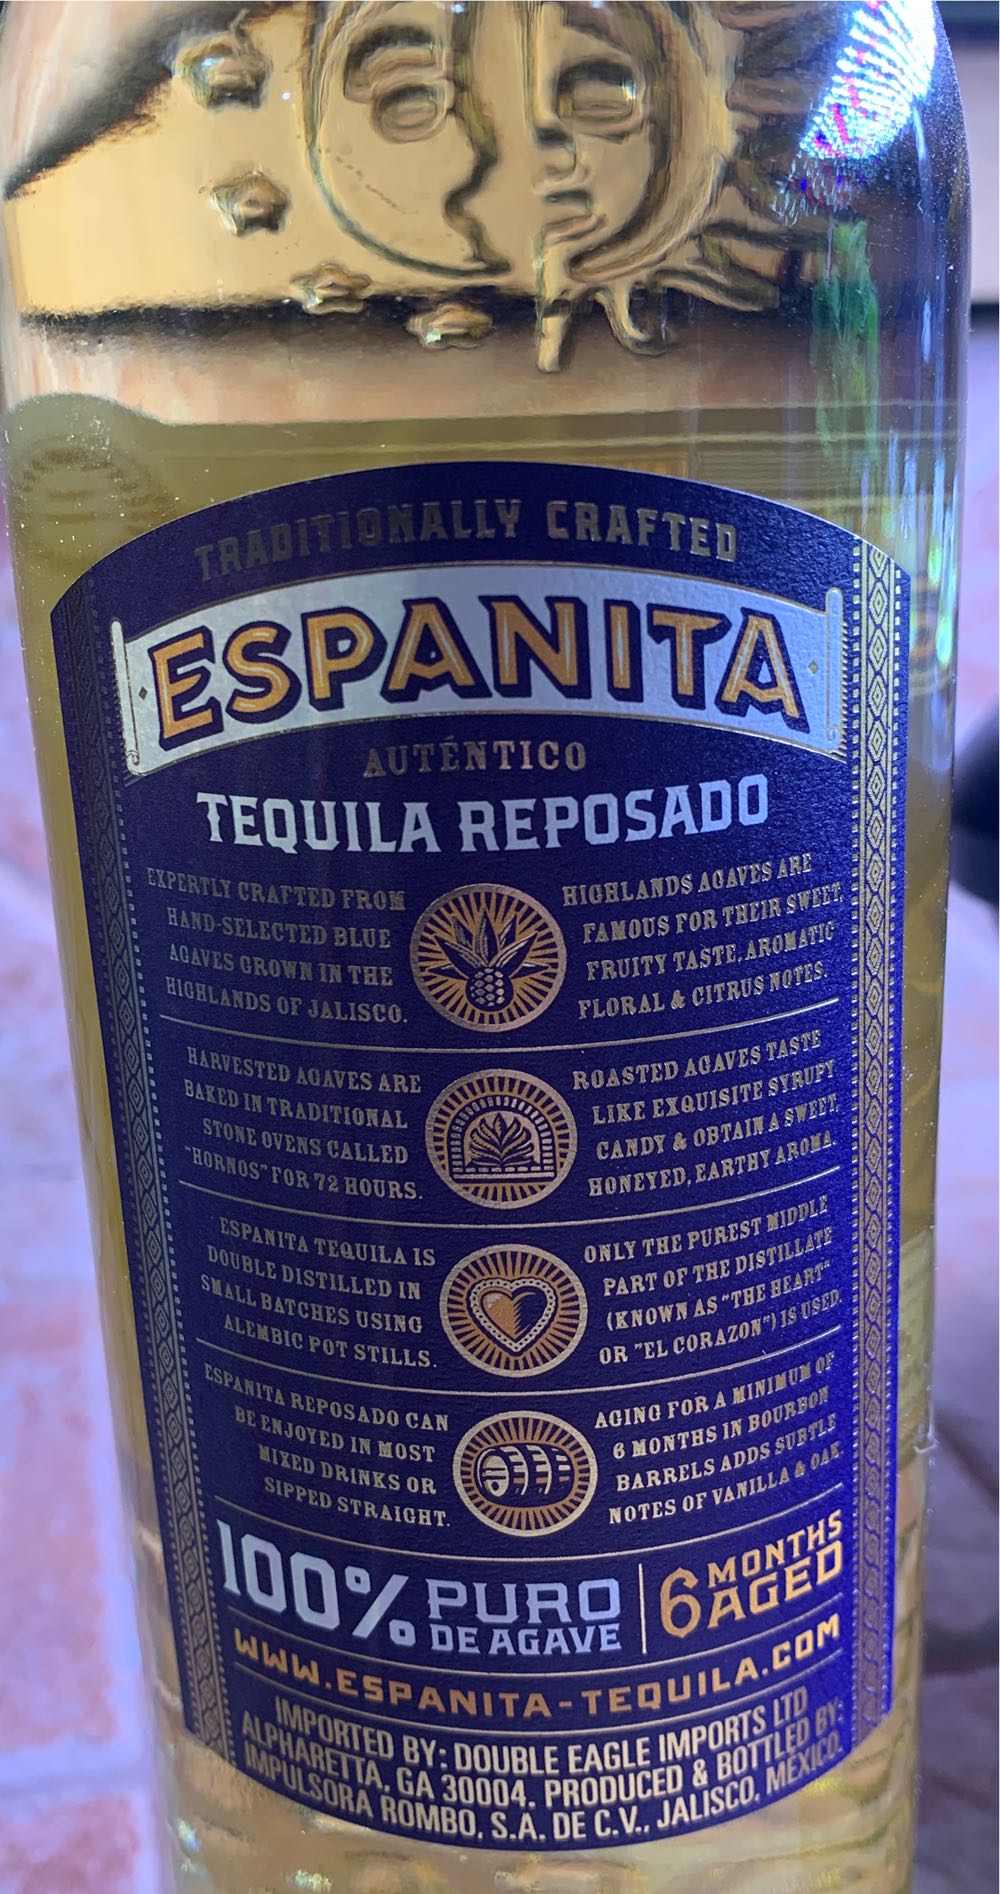 TRADITIONALLY CRAFTED
ESPANITA
AUTÉNTICO
TEQUILA REPOSADO
EXPERTLY CRAFTED FROM
HAND-SELECTED BLUE
AGAVES GROWN IN THE
HIGHLANDS OF JALISCO.
HIGHLANDS AGAVES ARE
FAMOUS FOR THEIR SWEET,
FRUITY TASTE, AROMATIC
FLORAL & CITRUS NOTES.
HARVESTED AGAVES ARE
BAKED IN TRADITIONAL
STONE OVENS CALLED
"HORNOS" FOR 72 HOURS.
ROASTED AGAVES TASTE
LIKE EXQUISITE SYRUPY
CANDY & OBTAIN A SWEET,
HONEYED, EARTHY AROMA.
ESPANITA TEQUILA IS
DOUBLE DISTILLED IN
SMALL BATCHES USING
ALEMBIC POT STILLS.
ONLY THE PUREST MIDDLE
PART OF THE DISTILLATE
(KNOWN AS "THE HEART"
OR "EL CORAZON") IS USED.
ESPANITA REPOSADO CAN
BE ENJOYED IN MOST
MIXED DRINKS OR
SIPPED STRAIGHT.
AGING FOR A MINIMUM OF
6 MONTHS IN BOURBON
BARRELS ADDS SUBTLE
NOTES OF VANILLA & OAK
100% PURO DE AGAVE
6 MONTHS AGED
WWW.ESPANITA-TEQUILA.COM
IMPORTED BY: DOUBLE EAGLE IMPORTS LTD
ALPHARETTA, GA 30004. PRODUCED & BOTTLED BY:
IMPULSORA ROMBO, S.A. DE C.V., JALISCO, MEXICO.